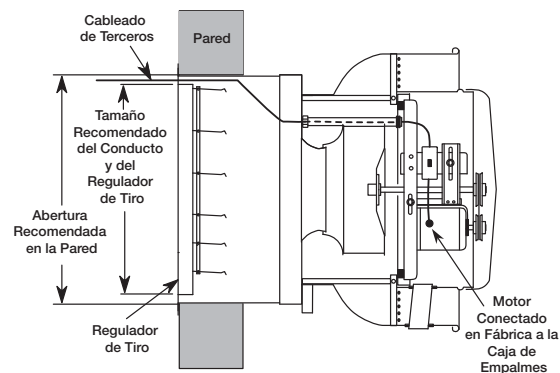 Cableado
de Terceros
Pared
Tamaño
Recomendado
del Conducto
y del
Regulador
de Tiro
Abertura
Recomendada
en la Pared
Regulador
de Tiro
Motor
Conectado
en Fábrica a la
Caja de
Empalmes